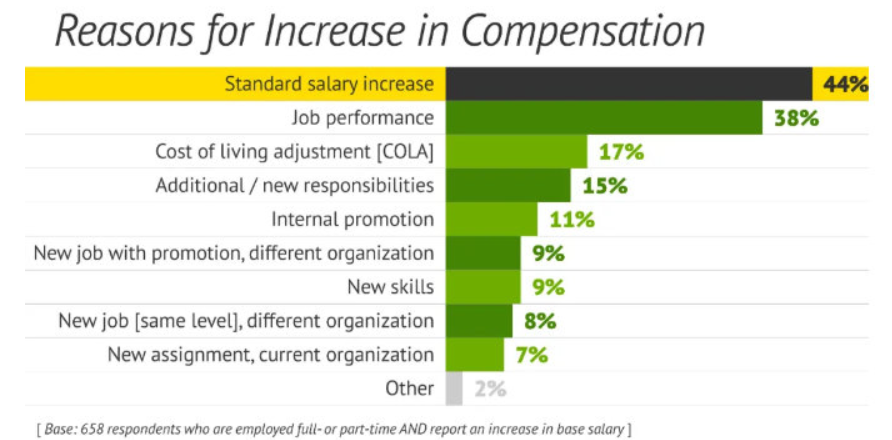 Reasons for Increase in Compensation
Standard salary increase 44%
Job performance 38%
Cost of living adjustment [COLA] 17%
Additional / new responsibilities 15%
Internal promotion 11%
New job with promotion, different organization 9%
New skills 9%
New job [same level], different organization 8%
New assignment, current organization 7%
Other 2%
[ Base: 658 respondents who are employed full- or part-time AND report an increase in base salary ]